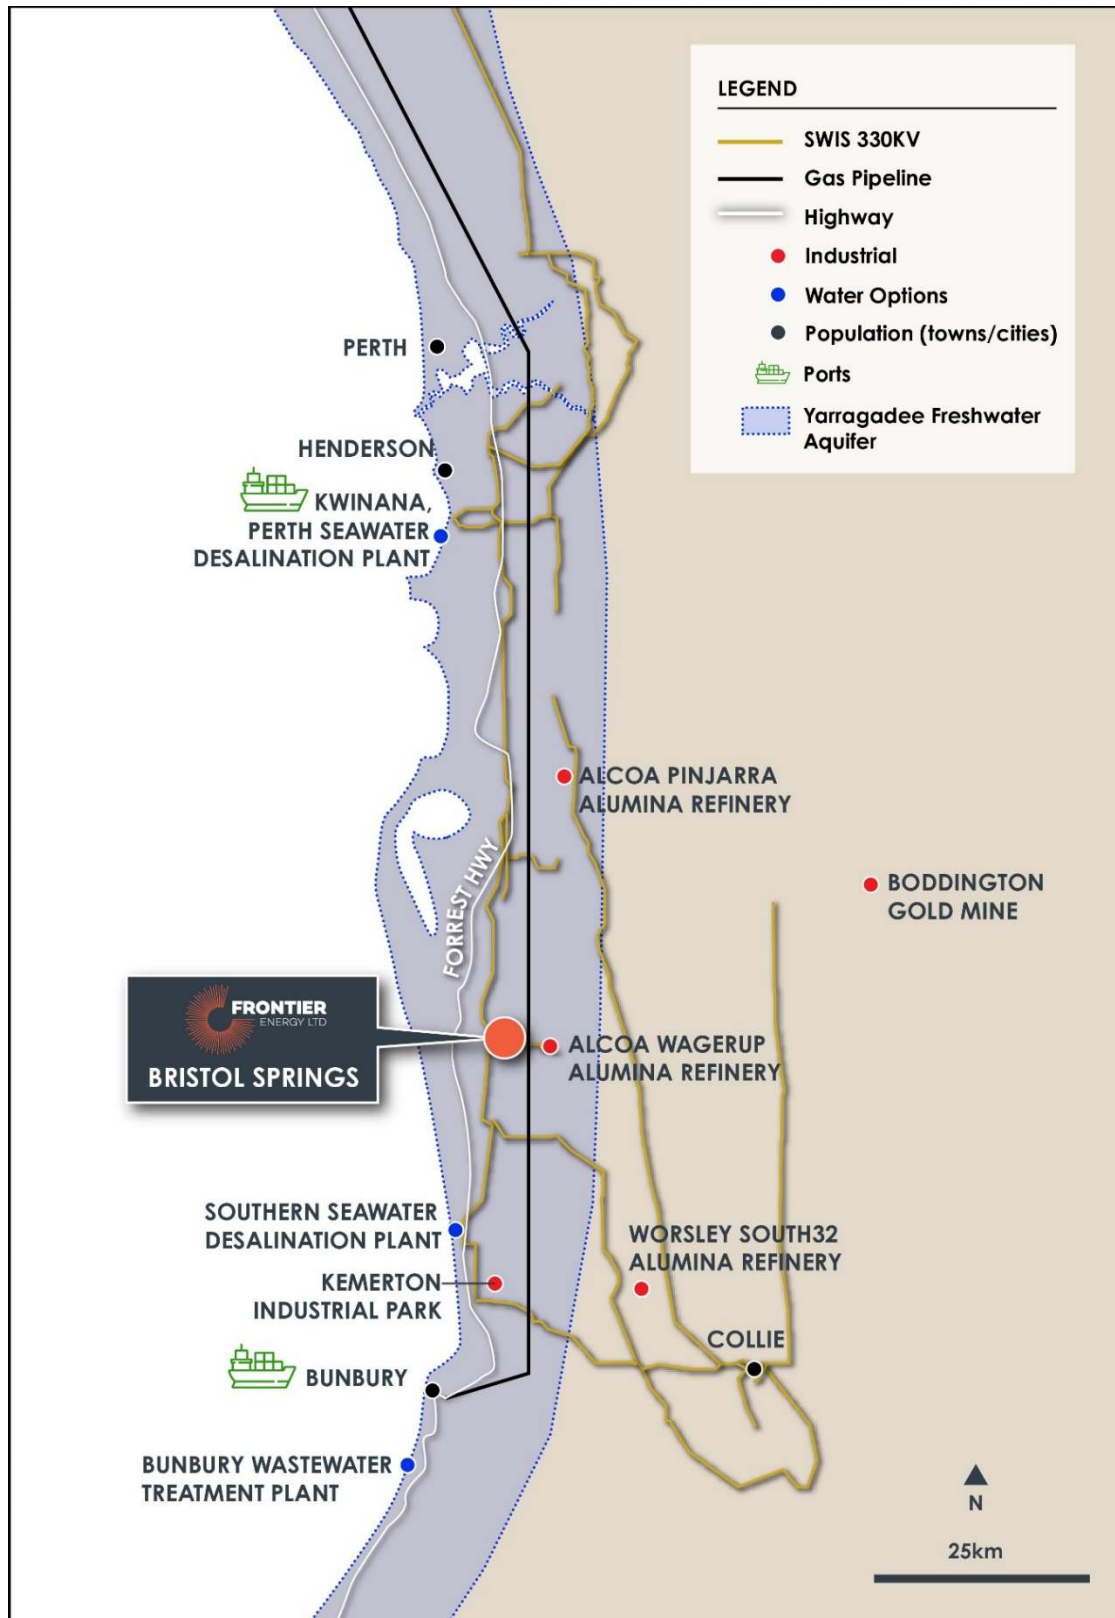 LEGEND
SWIS 330KV
Gas Pipeline
Highway
Industrial
Water Options
Population (towns/cities)
Ports
Yarragadee Freshwater
Aquifer
PERTH
HENDERSON
KWINANA,
PERTH SEAWATER
DESALINATION PLANT
ALCOA PINJARRA
ALUMINA REFINERY
BODDINGTON
GOLD MINE
FORREST HWY
FRONTIER
ENERGY LTD
BRISTOL SPRINGS
ALCOA WAGERUP
ALUMINA REFINERY
SOUTHERN SEAWATER
DESALINATION PLANT
WORSLEY SOUTH32
ALUMINA REFINERY
KEMERTON
INDUSTRIAL PARK
COLLIE
BUNBURY
BUNBURY WASTEWATER
TREATMENT PLANT
N
25km